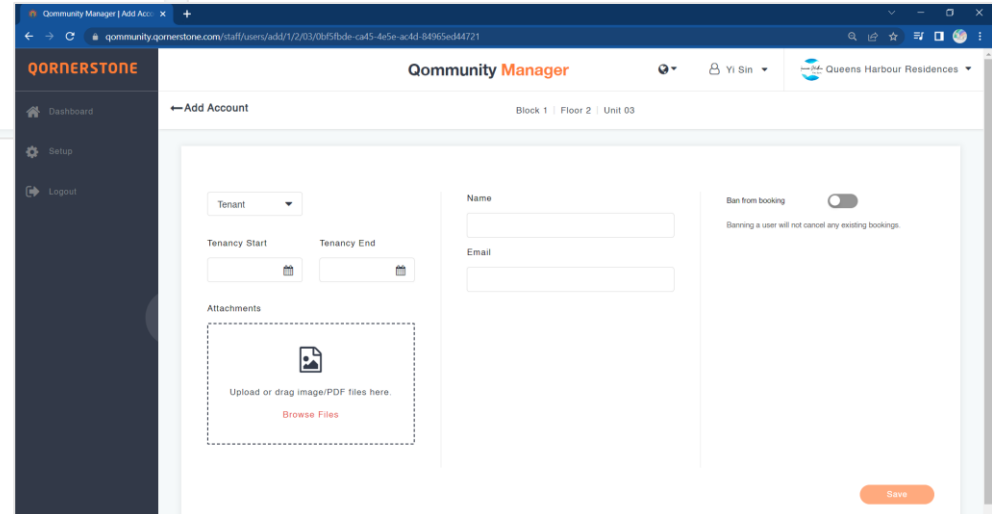 Qommunity Manager | Add Acco
qommunity.qornerstone.com/staff/users/add/1/2/03/0bf5fbde-ca45-4e5e-ac4d-84965ed44721
QORNERSTONE
Qommunity Manager
Yi Sin
Queens Harbour Residences
Dashboard
Setup
Logout
Add Account
Block 1 | Floor 2 | Unit 03
Tenant
Tenancy Start
Tenancy End
Attachments
Upload or drag image/PDF files here.
Browse Files
Name
Email
Ban from booking
Banning a user will not cancel any existing bookings.
Save